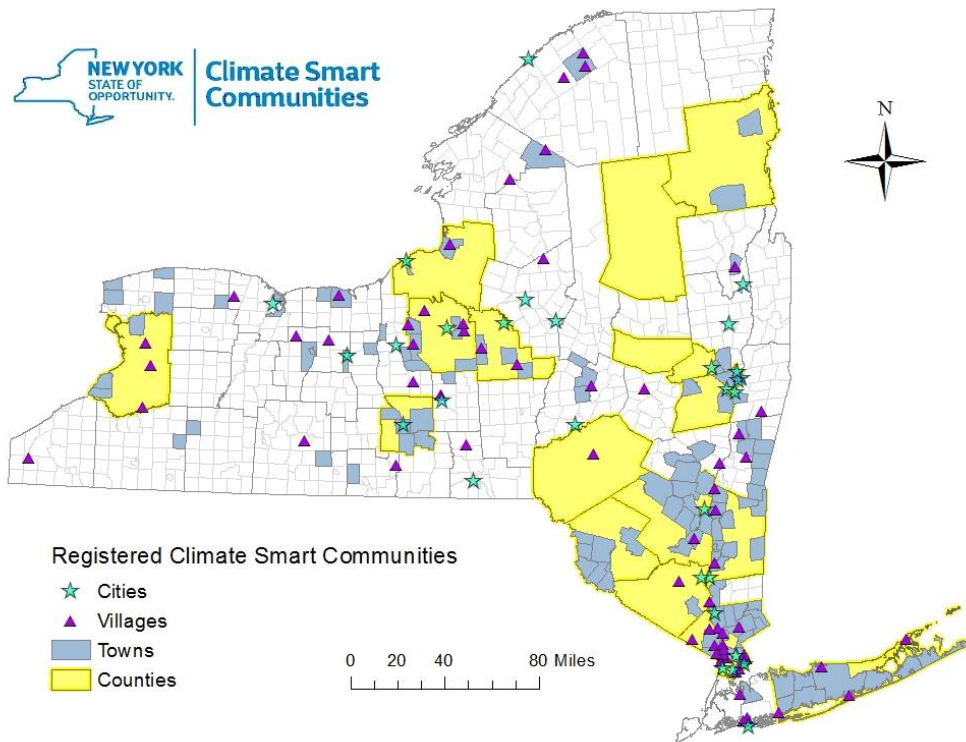 NEW YORK
STATE OF
OPPORTUNITY.
Climate Smart
Communities
N
Registered Climate Smart Communities
Cities
Villages
Towns
Counties
0 20 40 80 Miles